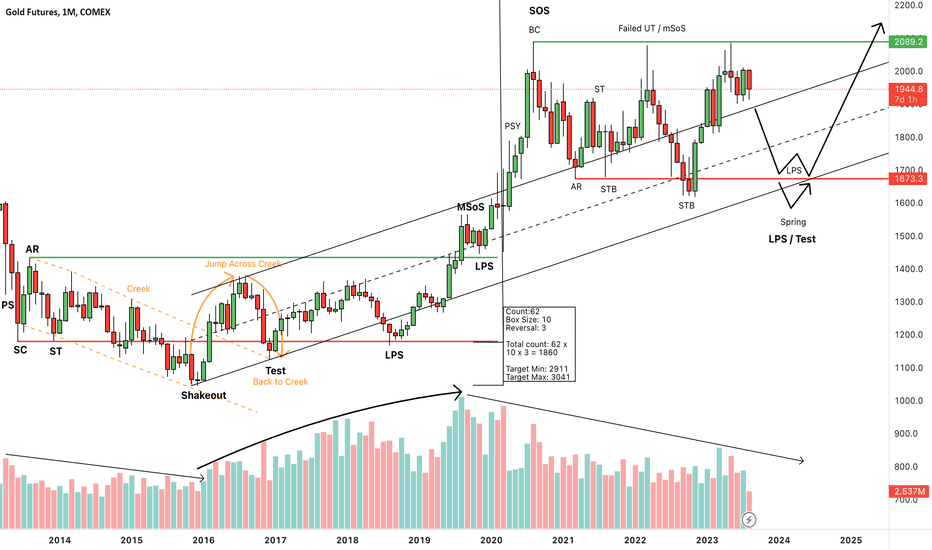 Gold Futures, 1M, COMEX
SOS
2200.0
BC
Failed UT / mSoS
2089.2
2000.0
1944.8
7d 1h
ST
PSY
1800.0
1700.0
LPS
1673.3
AR
STB
STB
MSoS
1600.0
Spring
LPS / Test
1500.0
AR
Jump Across Creek
LPS
1400.0
PS
Creek
1300.0
Count:62
Box Size: 10
Reversal: 3
Total count: 62 x
10 x 3 = 1860
Target Min: 2911
Target Max: 3041
1200.0
SC
ST
LPS
Test
Back to Creek
1100.0
Shakeout
1000.0
900.0
800.0
2.537M
700.0
2014
2015
2016
2017
2018
2019
2020
2021
2022
2023
2024
2025